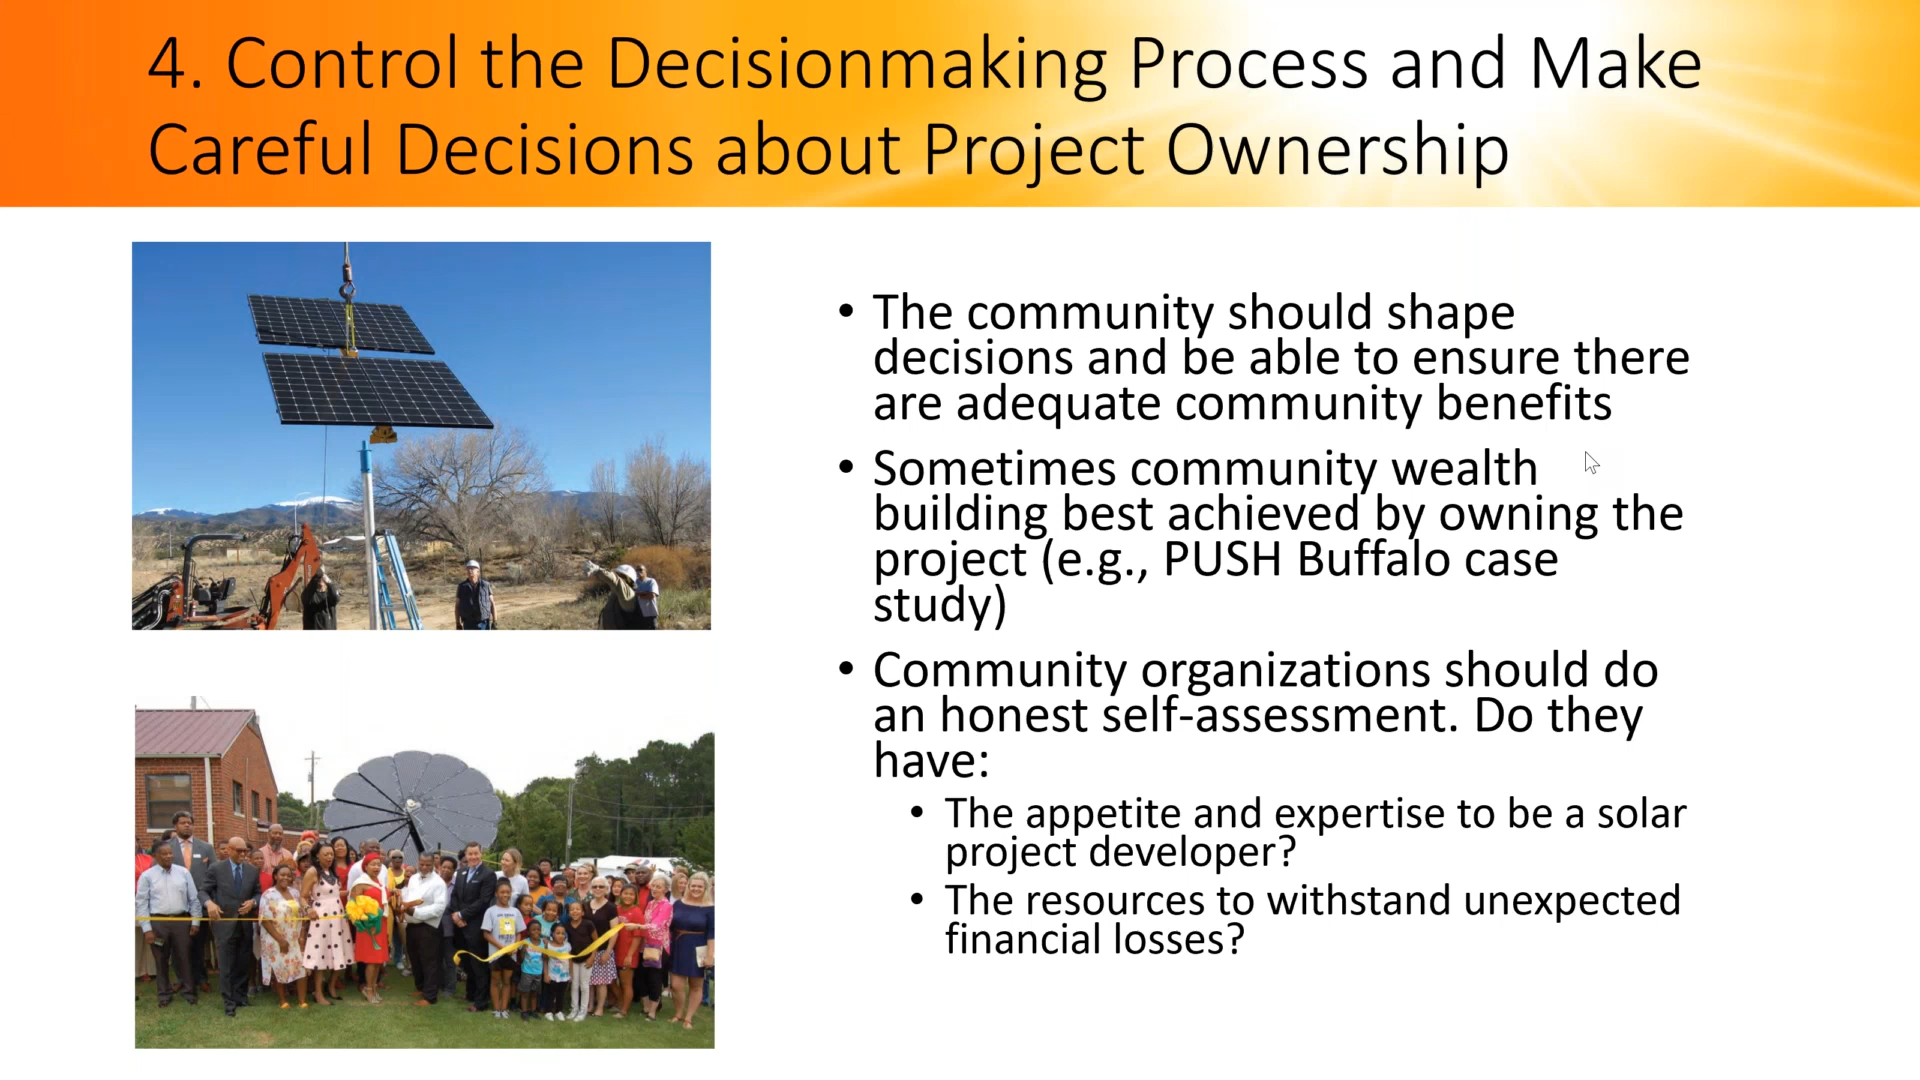 4. Control the Decisionmaking Process and Make
Careful Decisions about Project Ownership
• The community should shape
decisions and be able to ensure there
are adequate community benefits
• Sometimes community wealth
building best achieved by owning the
project (e.g., PUSH Buffalo case
study)
• Community organizations should do
an honest self-assessment. Do they
have:
• The appetite and expertise to be a solar
project developer?
• The resources to withstand unexpected
financial losses?